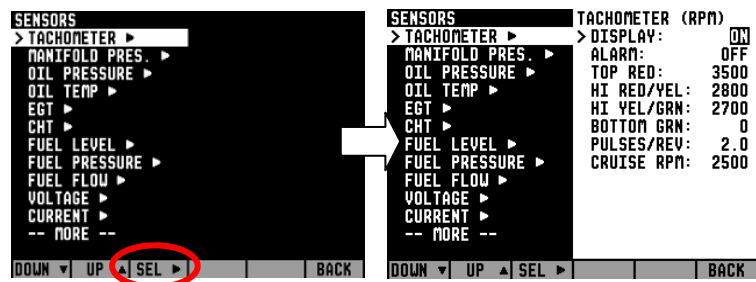 SENSORS
> TACHOMETER ►
MANIFOLD PRES. ►
OIL PRESSURE ►
OIL TEMP ►
EGT ►
CHT ►
FUEL LEVEL ►
FUEL PRESSURE ►
FUEL FLOW ►
VOLTAGE ►
CURRENT ►
-- MORE --
DOWN ▼ UP ▲ SEL ► BACK
SENSORS
> TACHOMETER ►
MANIFOLD PRES. ►
OIL PRESSURE ►
OIL TEMP ►
EGT ►
CHT ►
FUEL LEVEL ►
FUEL PRESSURE ►
FUEL FLOW ►
VOLTAGE ►
CURRENT ►
-- MORE --
TACHOMETER (RPM)
> DISPLAY: ON
ALARM: OFF
TOP RED: 3500
HI RED/YEL: 2800
HI YEL/GRN: 2700
BOTTOM GRN: 0
PULSES/REV: 2.0
CRUISE RPM: 2500
DOWN ▼ UP ▲ SEL ► BACK